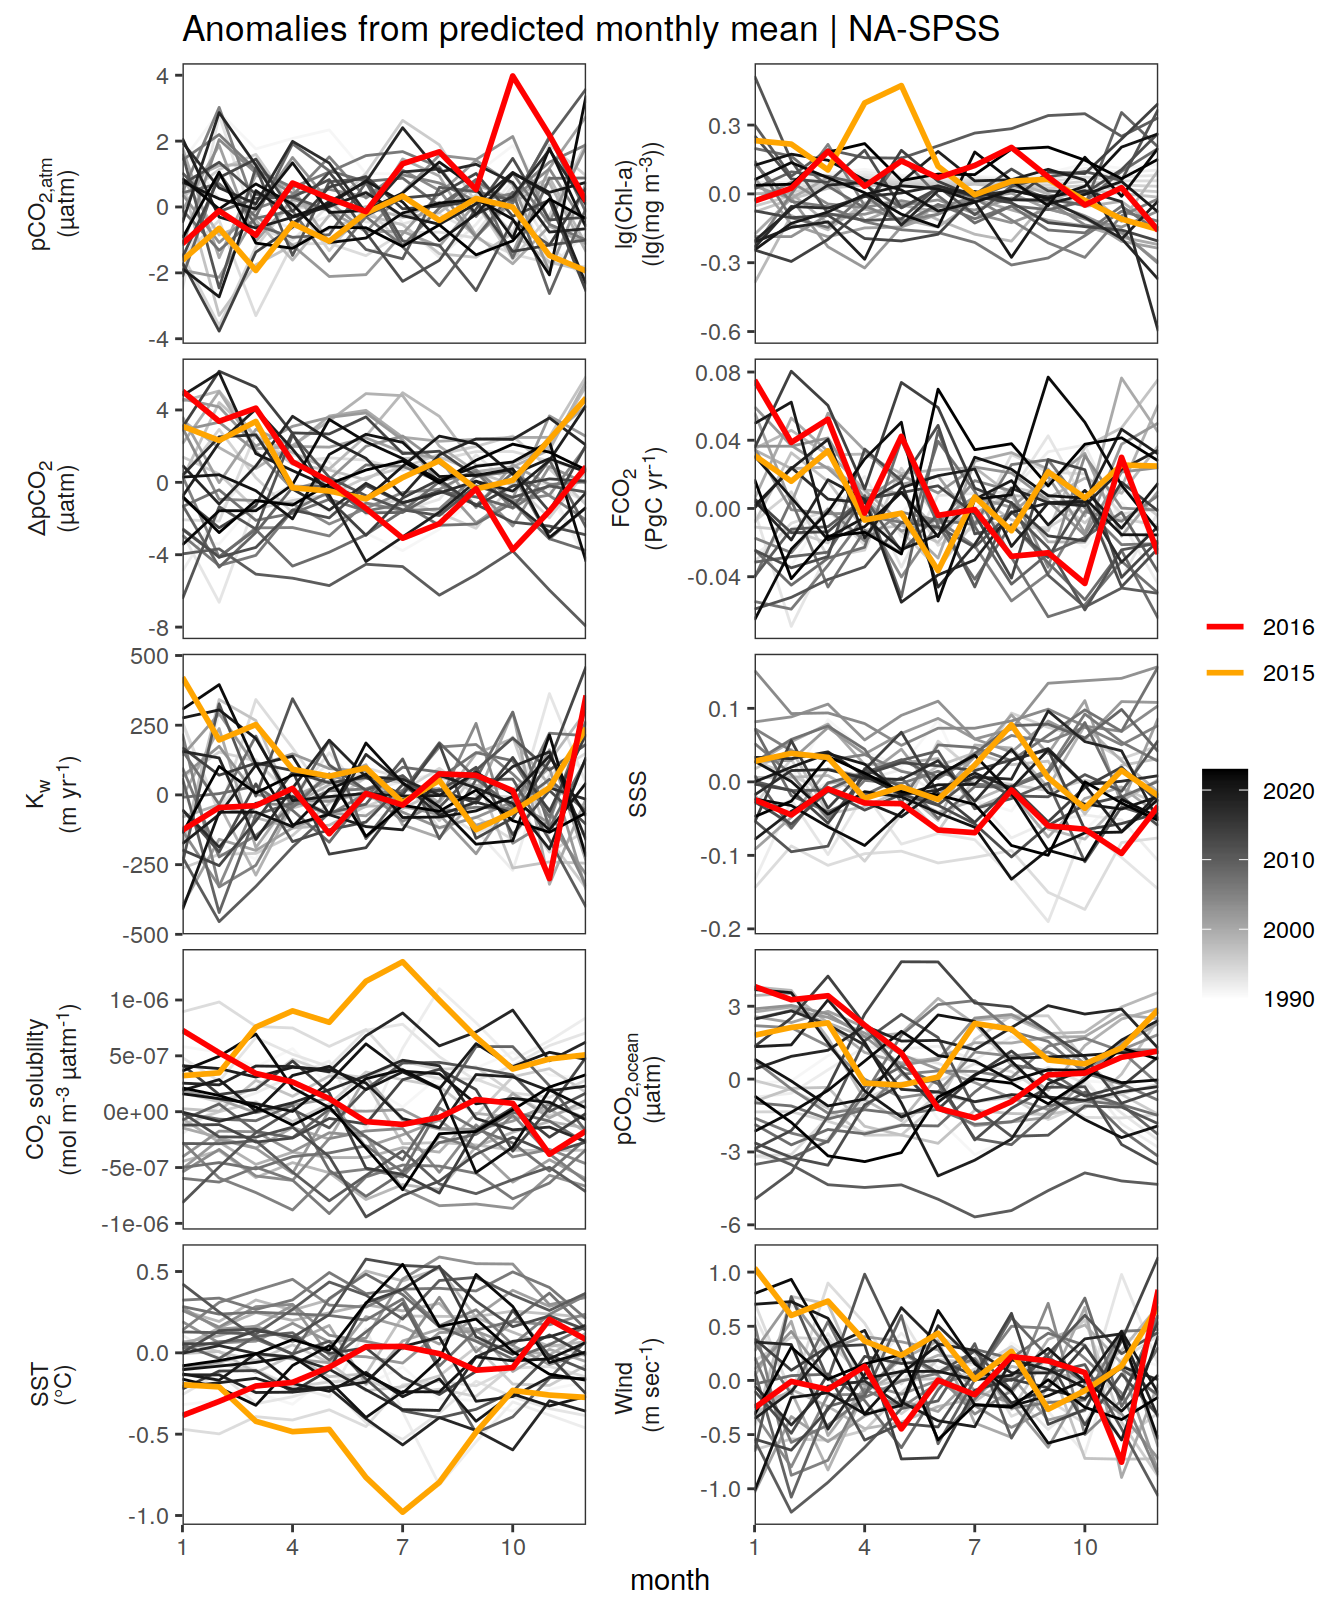 Anomalies from predicted monthly mean | NA-SPSS
pCO2,atm
(µatm)
4
2
0
-2
-4
lg(Chl-a)
(lg(mg m-3))
0.3
0.0
-0.3
-0.6
ΔpCO2
(µatm)
4
0
-4
-8
FCO2
(PgC yr-1)
0.08
0.04
0.00
-0.04
Kw
(m yr-1)
500
250
0
-250
-500
SSS
0.1
0.0
-0.1
-0.2
CO2 solubility
(mol m-3 µatm-1)
1e-06
5e-07
0e+00
-5e-07
-1e-06
pCO2,ocean
(µatm)
3
0
-3
-6
SST
(°C)
0.5
0.0
-0.5
-1.0
Wind
(m sec-1)
1.0
0.5
0.0
-0.5
-1.0
1 4 7 10
1 4 7 10
month
2016
2015
2020
2010
2000
1990